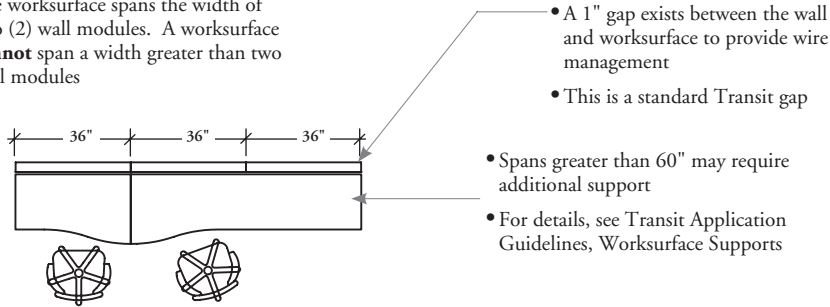 worksurface spans the width of
(2) wall modules. A worksurface
span a width greater than two
modules
• A 1" gap exists between the wall
and worksurface to provide wire
management
• This is a standard Transit gap
36" 36" 36"
• Spans greater than 60" may require
additional support
• For details, see Transit Application
Guidelines, Worksurface Supports